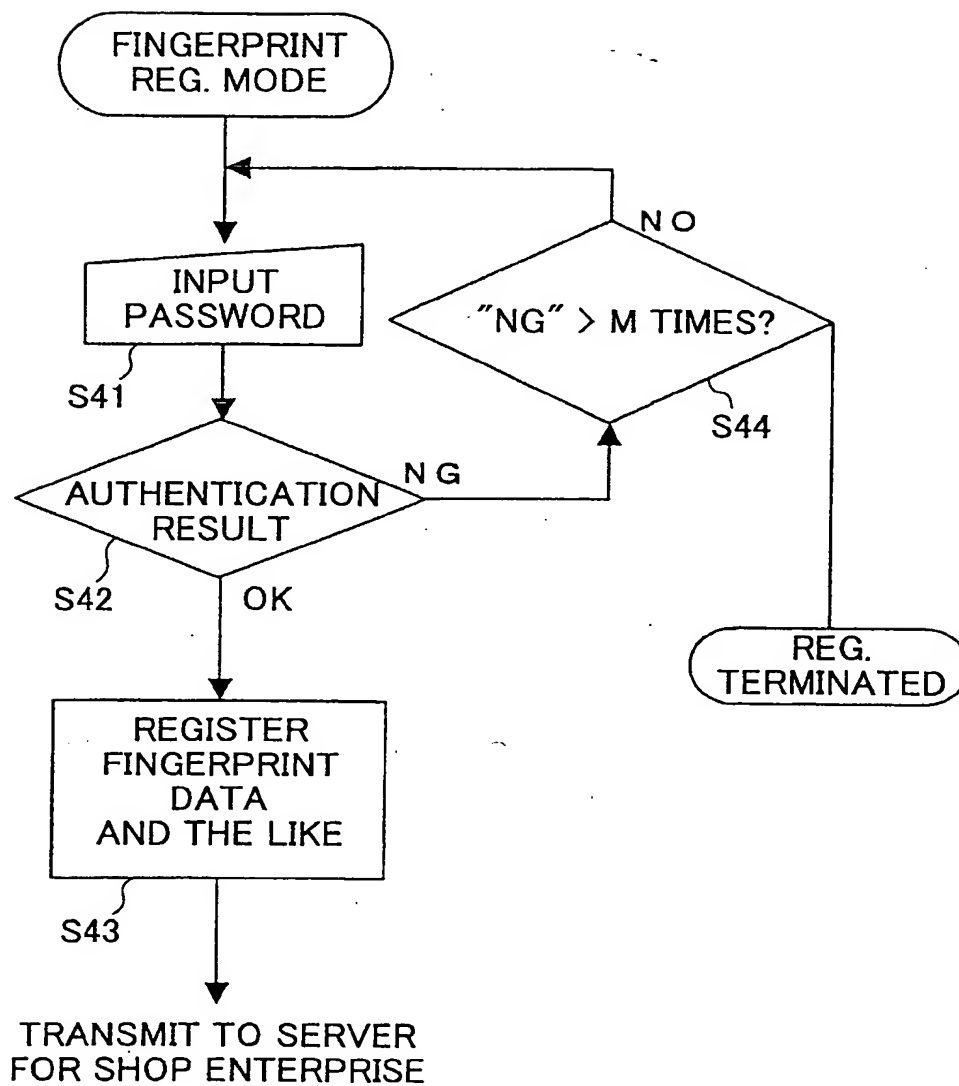 FINGERPRINT
REG. MODE
NO
INPUT
PASSWORD
"NG" > M TIMES?
S41
S44
NG
AUTHENTICATION
RESULT
S42
OK
REG.
TERMINATED
REGISTER
FINGERPRINT
DATA
AND THE LIKE
S43
TRANSMIT TO SERVER
FOR SHOP ENTERPRISE